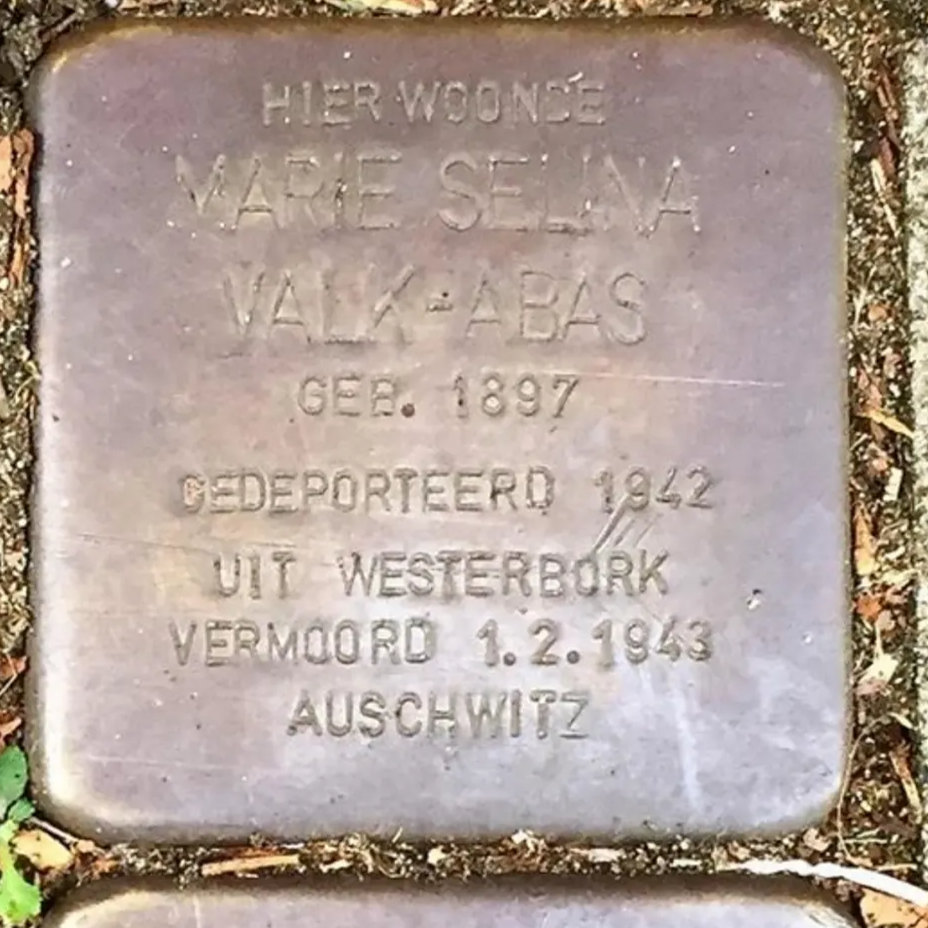 HIER WOONDE
MARIE SELINA
VALK-ABAS
GEB. 1897
GEDEPORTEERD 1942
UIT WESTERBORK
VERMOORD 1.2.1943
AUSCHWITZ